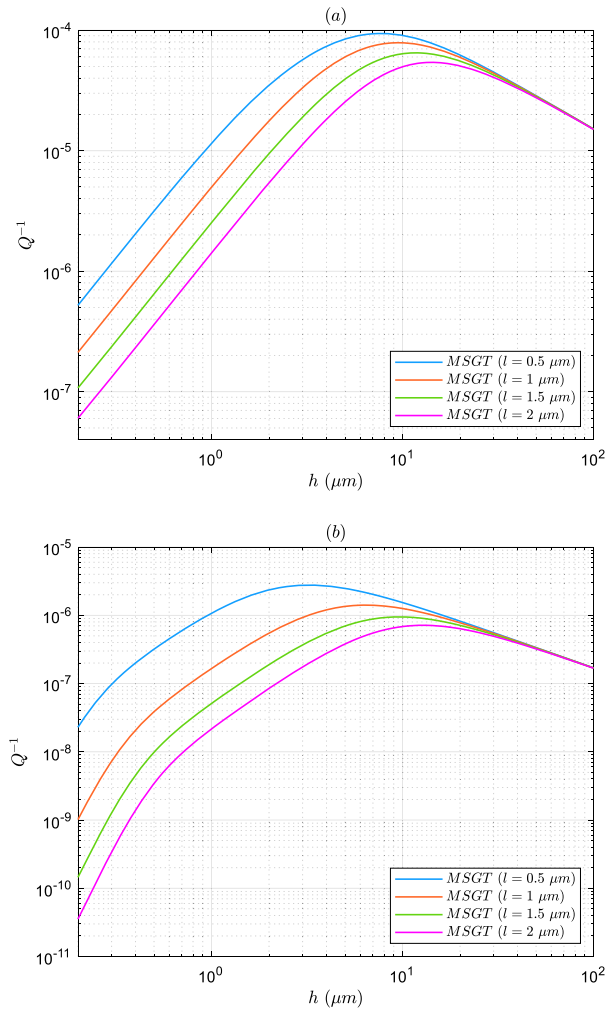 (a)
10^-4
10^-5
10^-6
10^-7
Q^-1
10^0
10^1
10^2
h (μm)
MSGT (l = 0.5 μm)
MSGT (l = 1 μm)
MSGT (l = 1.5 μm)
MSGT (l = 2 μm)
(b)
10^-5
10^-6
10^-7
10^-8
10^-9
10^-10
10^-11
Q^-1
10^0
10^1
10^2
h (μm)
MSGT (l = 0.5 μm)
MSGT (l = 1 μm)
MSGT (l = 1.5 μm)
MSGT (l = 2 μm)